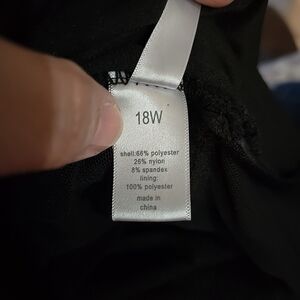 18W
shell:66% polyester
26% nylon
8% spandex
lining:
100% polyester
made in
china